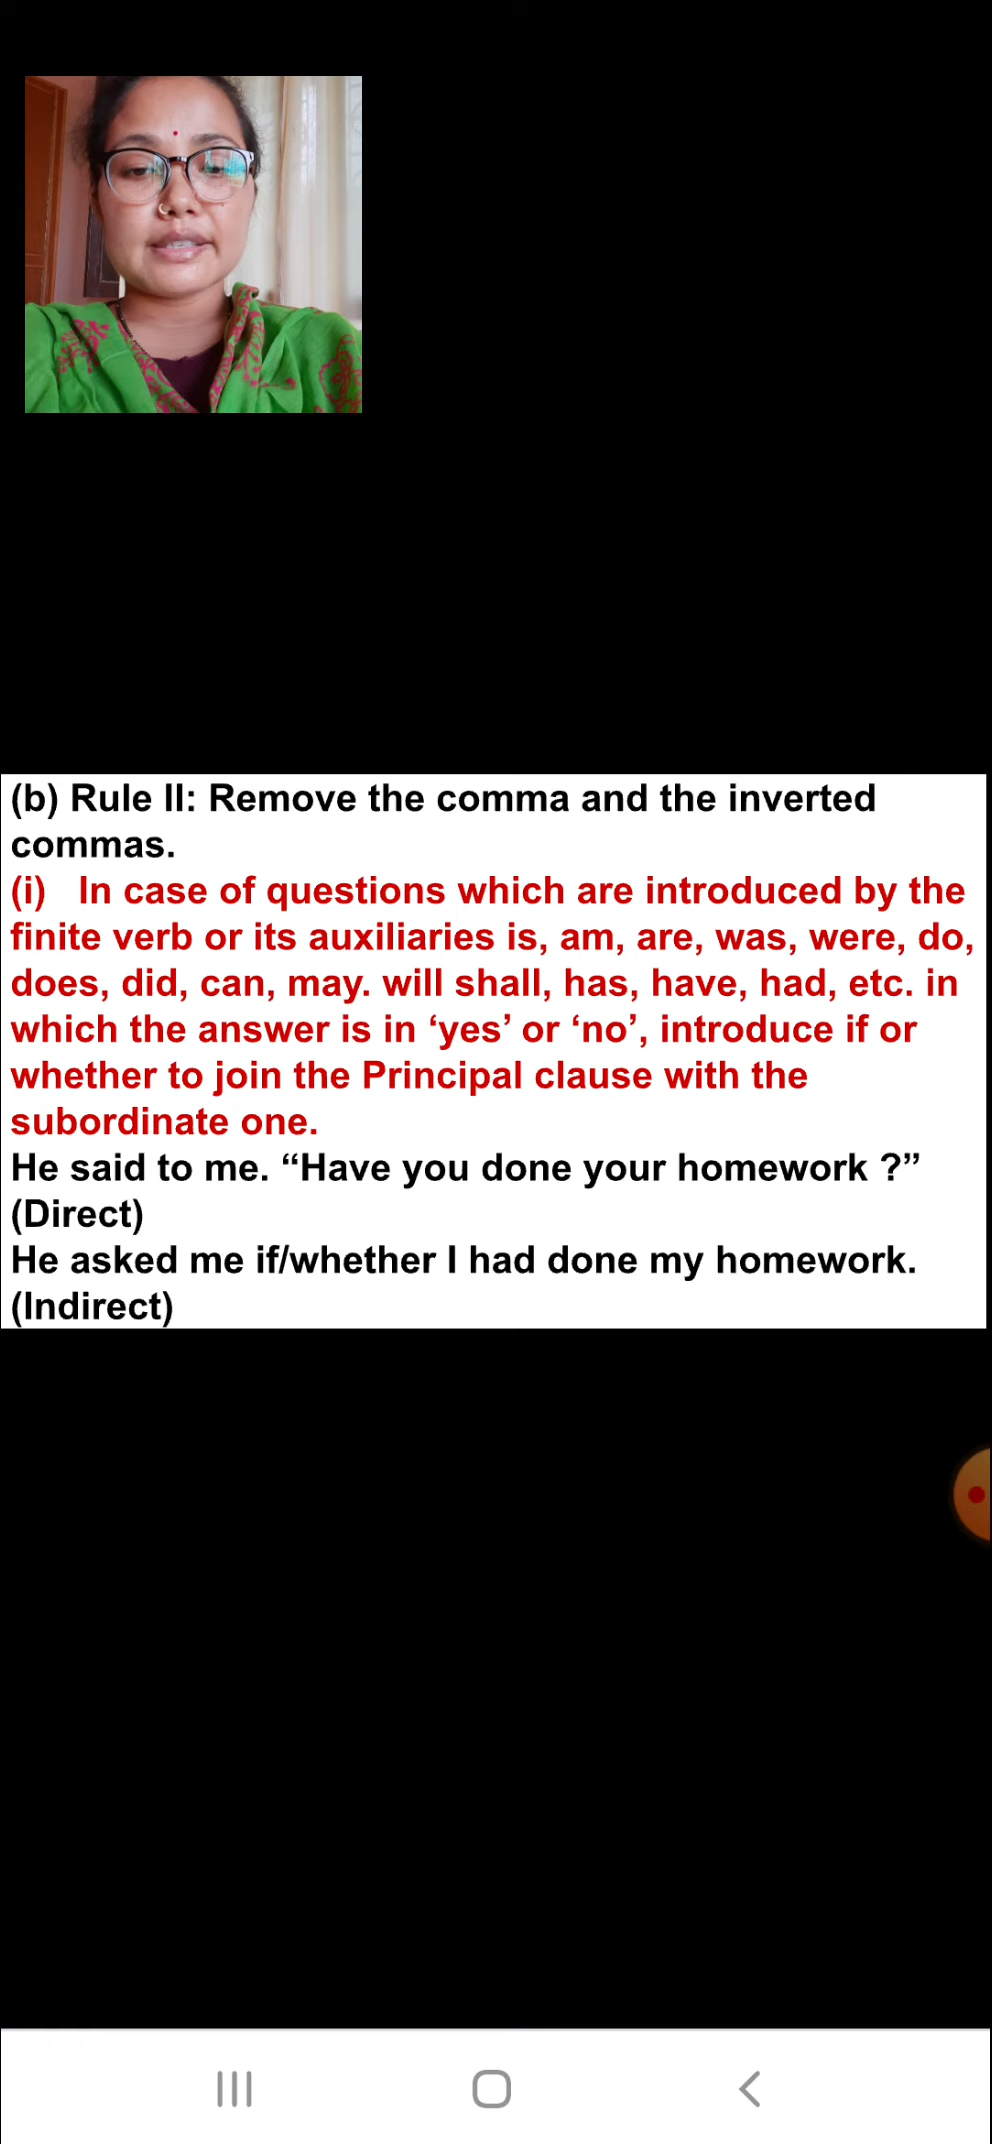 (b) Rule II: Remove the comma and the inverted
commas.
(i) In case of questions which are introduced by the
finite verb or its auxiliaries is, am, are, was, were, do,
does, did, can, may. will shall, has, have, had, etc. in
which the answer is in ‘yes’ or ‘no’, introduce if or
whether to join the Principal clause with the
subordinate one.
He said to me. “Have you done your homework ?”
(Direct)
He asked me if/whether I had done my homework.
(Indirect)